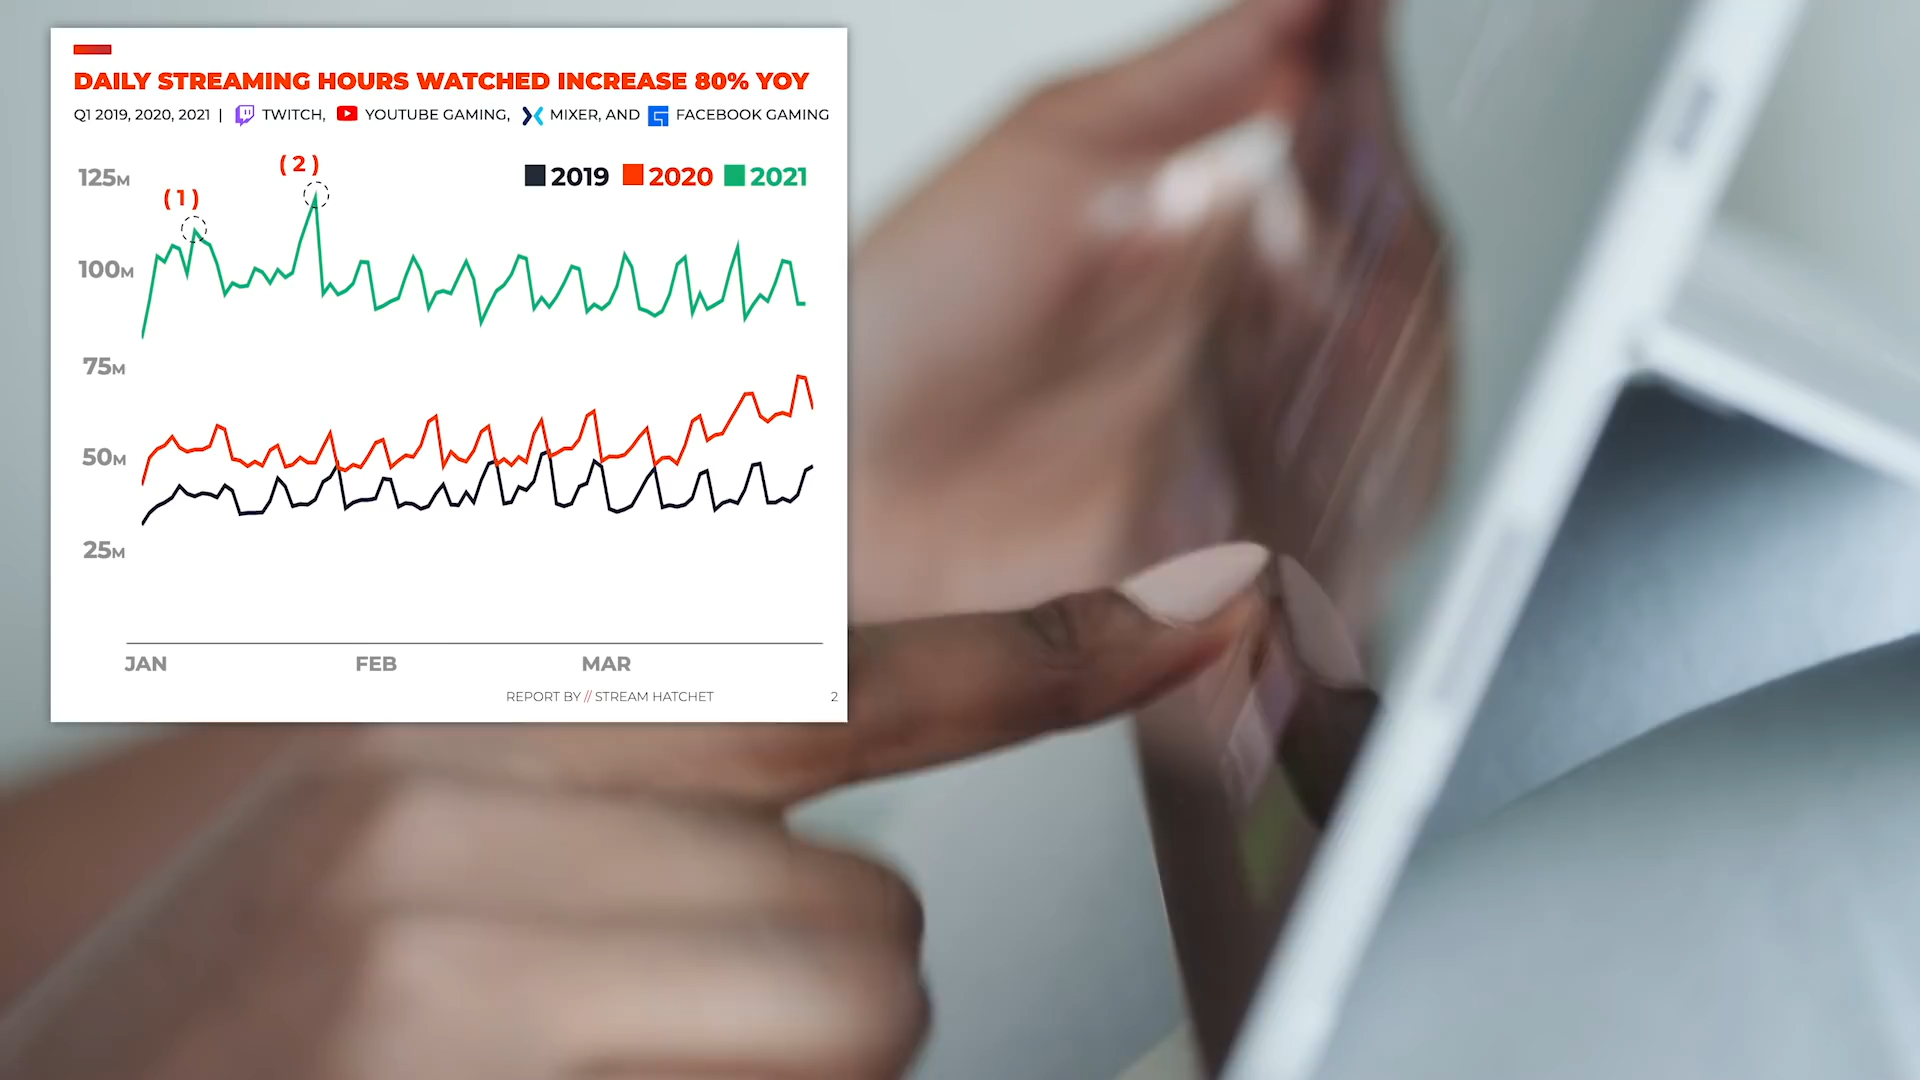 DAILY STREAMING HOURS WATCHED INCREASE 80% YOY
Q1 2019, 2020, 2021 | TWITCH, YOUTUBE GAMING, MIXER, AND FACEBOOK GAMING
(1)
(2)
2019 2020 2021
125M
100M
75M
50M
25M
JAN FEB MAR
REPORT BY // STREAM HATCHET 2